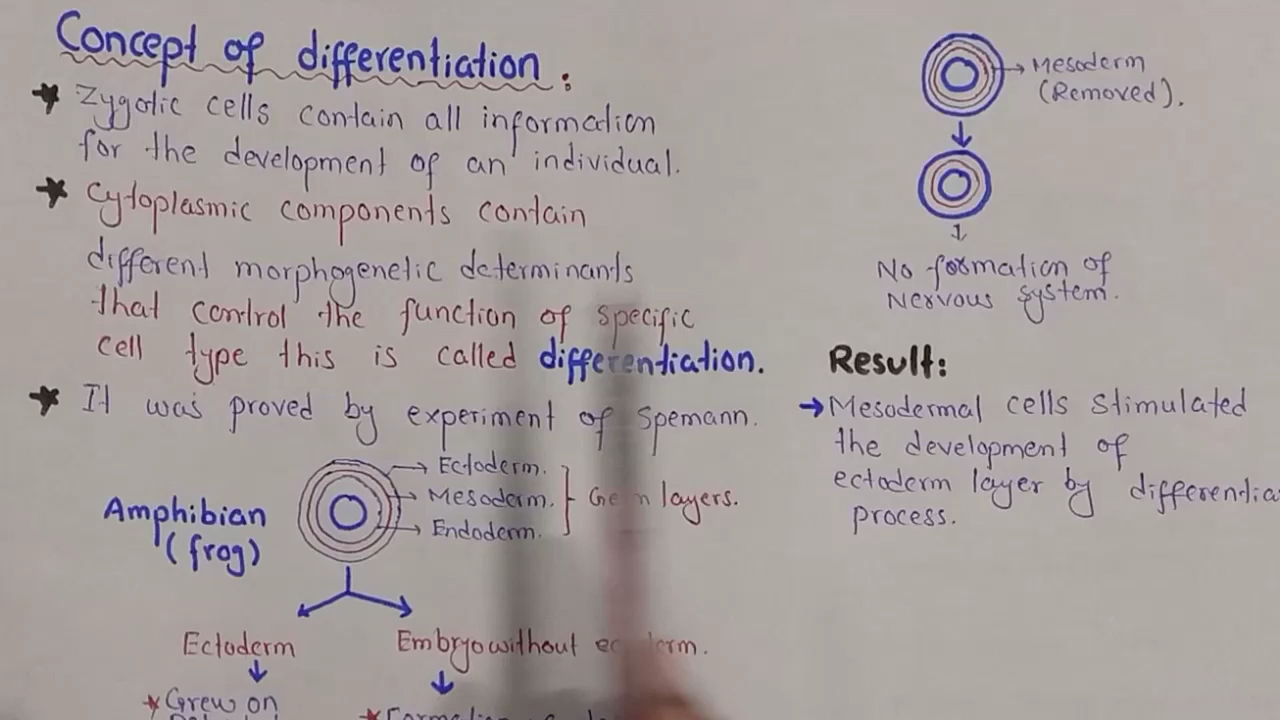 Concept of differentiation:
Zygotic cells contain all information
for the development of an individual.
Cytoplasmic components contain
different morphogenetic determinants
that control the function of specific
cell type this is called differentiation.
It was proved by experiment of Spemann.
Ectoderm.
Mesoderm.
Endoderm.
layers.
Amphibian
(frog)
Ectoderm
Embryo without
Grew on
Mesoderm
(Removed).
No formation of
Nervous system.
Result:
Mesodermal cells stimulated
the development of
ectoderm layer by differentia
process.